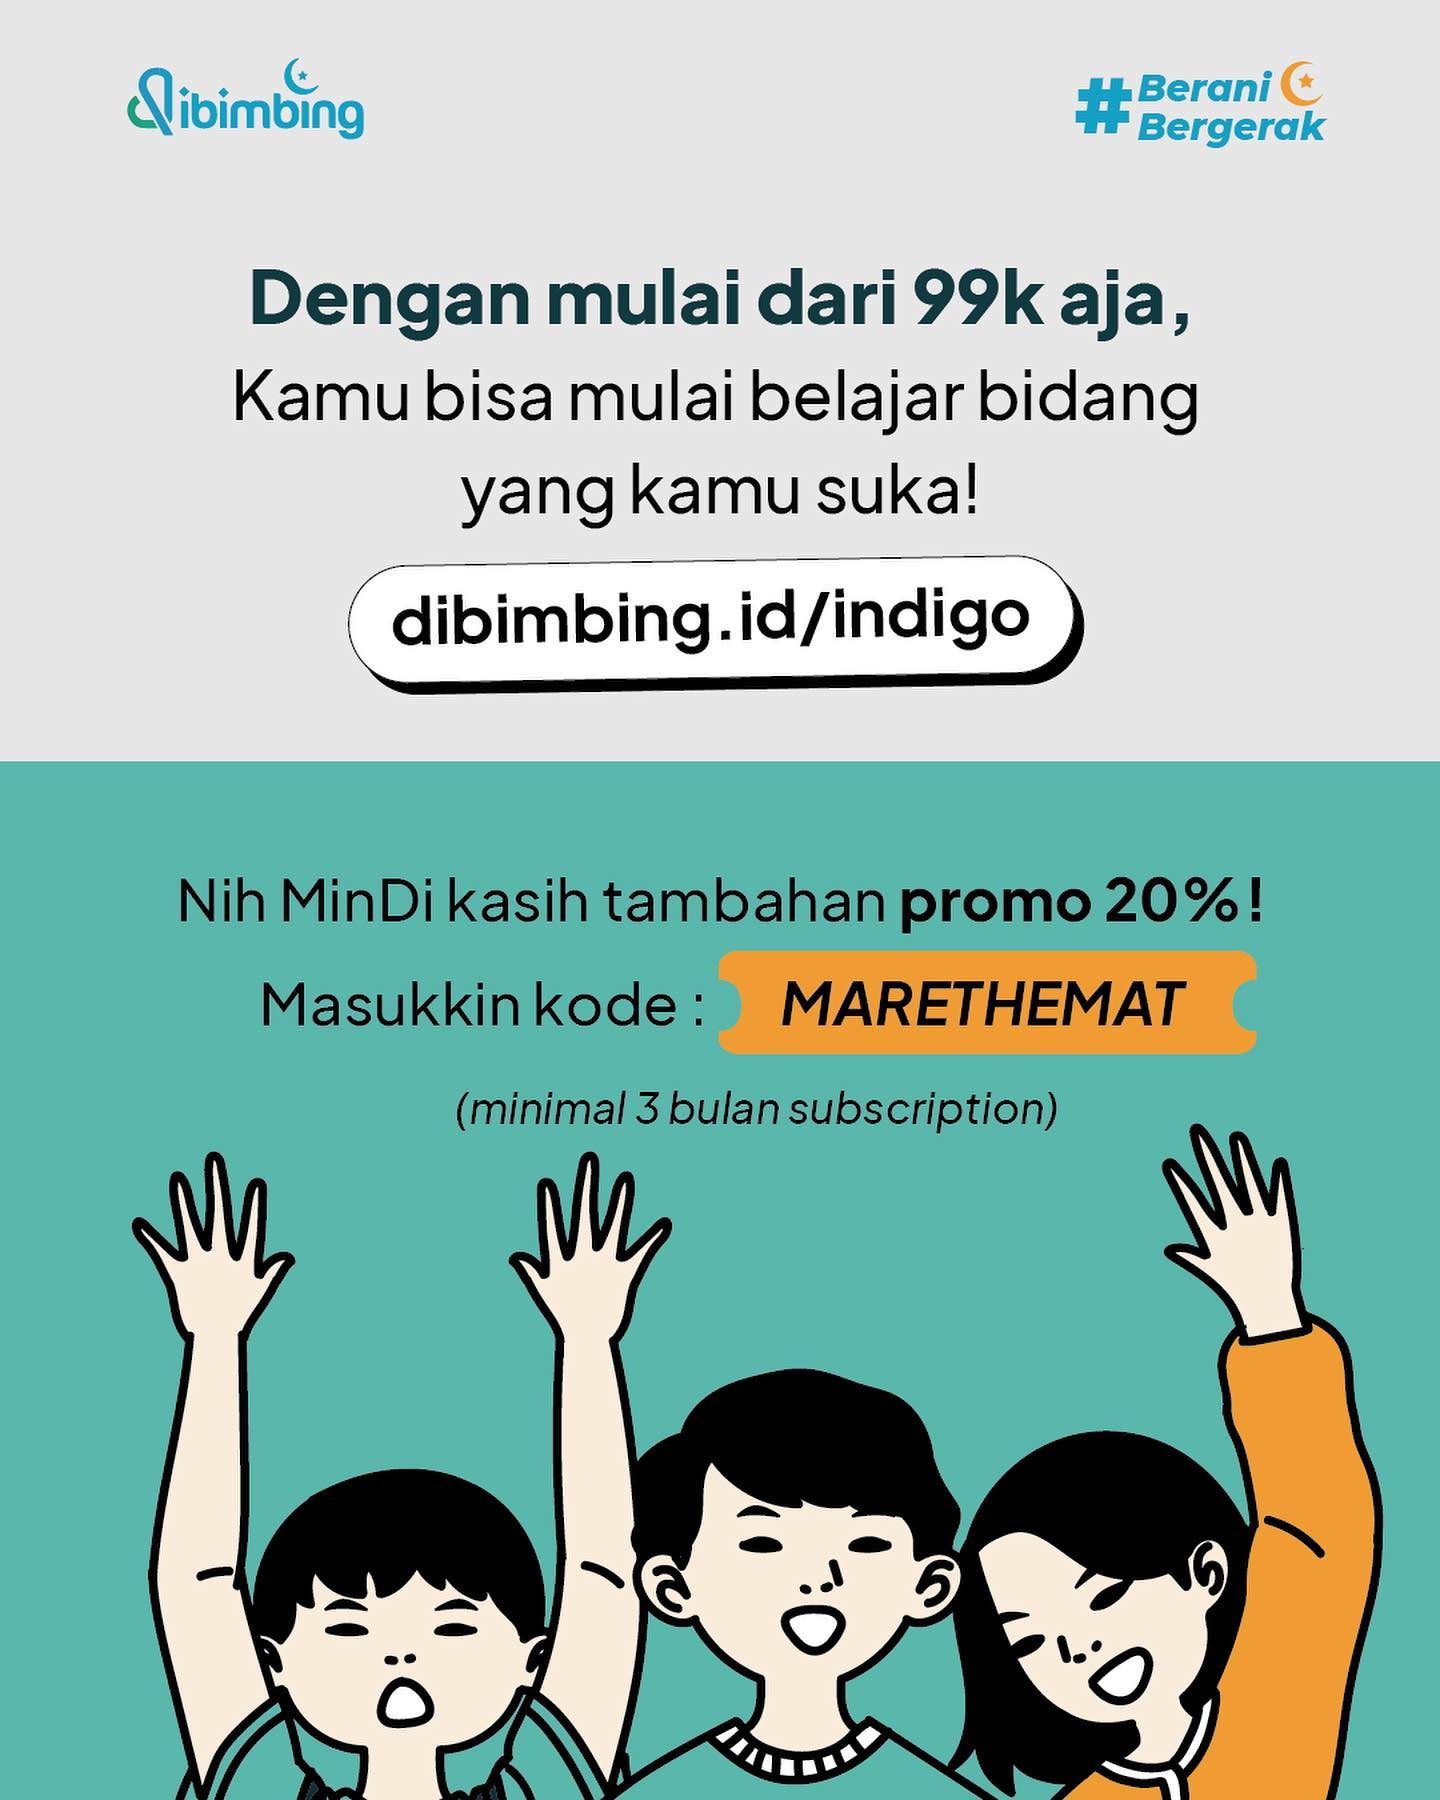 dibimbing
#Berani
Bergerak
Dengan mulai dari 99k aja,
Kamu bisa mulai belajar bidang
yang kamu suka!
dibimbing.id/indigo
Nih MinDi kasih tambahan promo 20%!
Masukkin kode : MARETHEMAT
(minimal 3 bulan subscription)